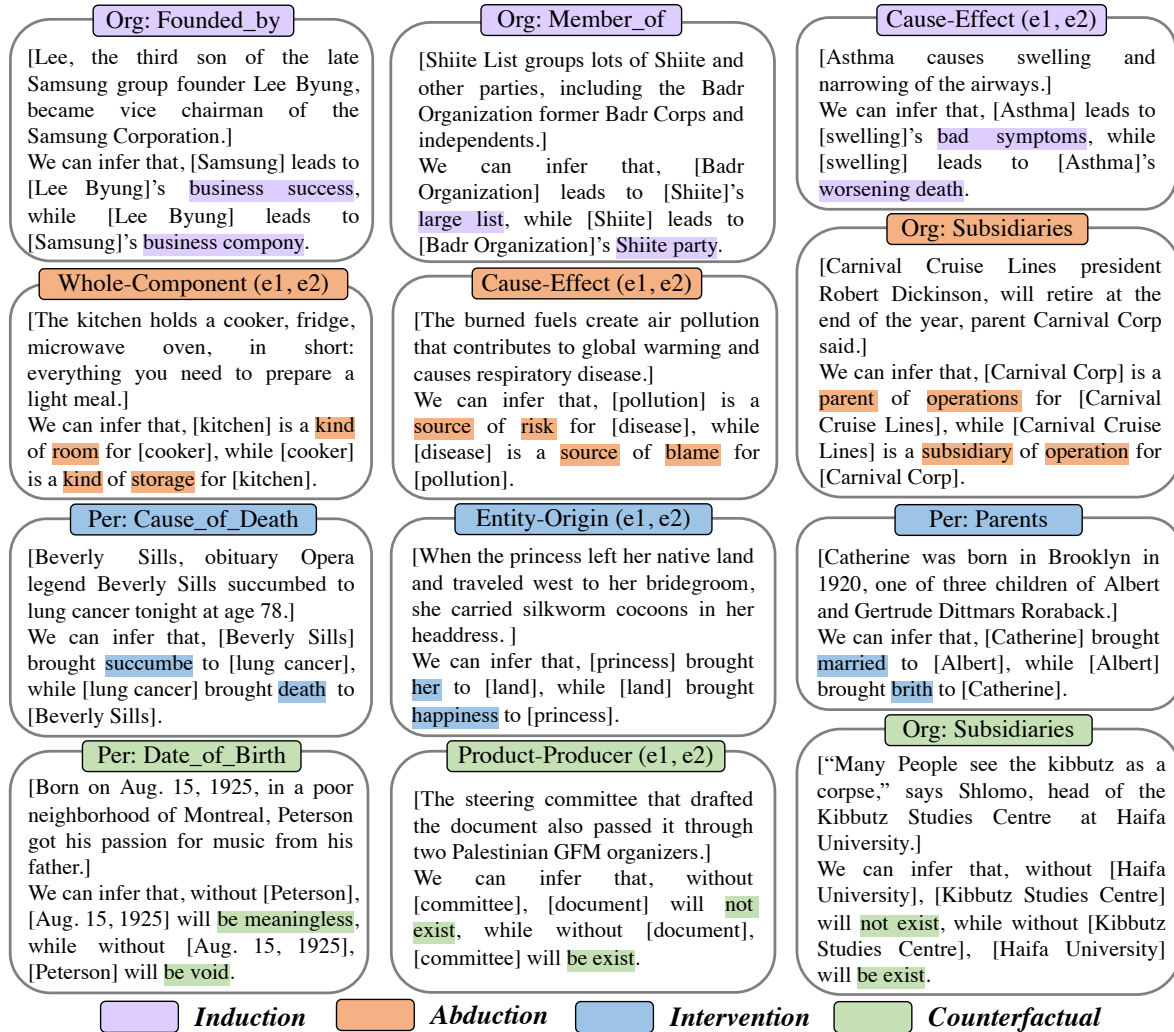 Org: Founded_by
[Lee, the third son of the late
Samsung group founder Lee Byung,
became vice chairman of the
Samsung Corporation.]
We can infer that, [Samsung] leads to
[Lee Byung]'s business success,
while [Lee Byung] leads to
[Samsung]'s business compony.
Org: Member_of
[Shiite List groups lots of Shiite and
other parties, including the Badr
Organization former Badr Corps and
independents.]
We can infer that, [Badr
Organization] leads to [Shiite]'s
large list, while [Shiite] leads to
[Badr Organization]'s Shiite party.
Cause-Effect (e1, e2)
[Asthma causes swelling and
narrowing of the airways.]
We can infer that, [Asthma] leads to
[swelling]'s bad symptoms, while
[swelling] leads to [Asthma]'s
worsening death.
Whole-Component (e1, e2)
[The kitchen holds a cooker, fridge,
microwave oven, in short:
everything you need to prepare a
light meal.]
We can infer that, [kitchen] is a kind
of room for [cooker], while [cooker]
is a kind of storage for [kitchen].
Cause-Effect (e1, e2)
[The burned fuels create air pollution
that contributes to global warming and
causes respiratory disease.]
We can infer that, [pollution] is a
source of risk for [disease], while
[disease] is a source of blame for
[pollution].
Org: Subsidiaries
[Carnival Cruise Lines president
Robert Dickinson, will retire at the
end of the year, parent Carnival Corp
said.]
We can infer that, [Carnival Corp] is a
parent of operations for [Carnival
Cruise Lines], while [Carnival Cruise
Lines] is a subsidiary of operation for
[Carnival Corp].
Per: Cause_of_Death
[Beverly Sills, obituary Opera
legend Beverly Sills succumbed to
lung cancer tonight at age 78.]
We can infer that, [Beverly Sills]
brought succumbe to [lung cancer],
while [lung cancer] brought death to
[Beverly Sills].
Entity-Origin (e1, e2)
[When the princess left her native land
and traveled west to her bridegroom,
she carried silkworm cocoons in her
headdress. ]
We can infer that, [princess] brought
her to [land], while [land] brought
happiness to [princess].
Per: Parents
[Catherine was born in Brooklyn in
1920, one of three children of Albert
and Gertrude Dittmars Roraback.]
We can infer that, [Catherine] brought
married to [Albert], while [Albert]
brought brith to [Catherine].
Per: Date_of_Birth
[Born on Aug. 15, 1925, in a poor
neighborhood of Montreal, Peterson
got his passion for music from his
father.]
We can infer that, without [Peterson],
[Aug. 15, 1925] will be meaningless,
while without [Aug. 15, 1925],
[Peterson] will be void.
Product-Producer (e1, e2)
[The steering committee that drafted
the document also passed it through
two Palestinian GFM organizers.]
We can infer that, without
[committee], [document] will not
exist, while without [document],
[committee] will be exist.
Org: Subsidiaries
[“Many People see the kibbutz as a
corpse,” says Shlomo, head of the
Kibbutz Studies Centre at Haifa
University.]
We can infer that, without [Haifa
University], [Kibbutz Studies Centre]
will not exist, while without [Kibbutz
Studies Centre], [Haifa University]
will be exist.
Induction Abduction Intervention Counterfactual